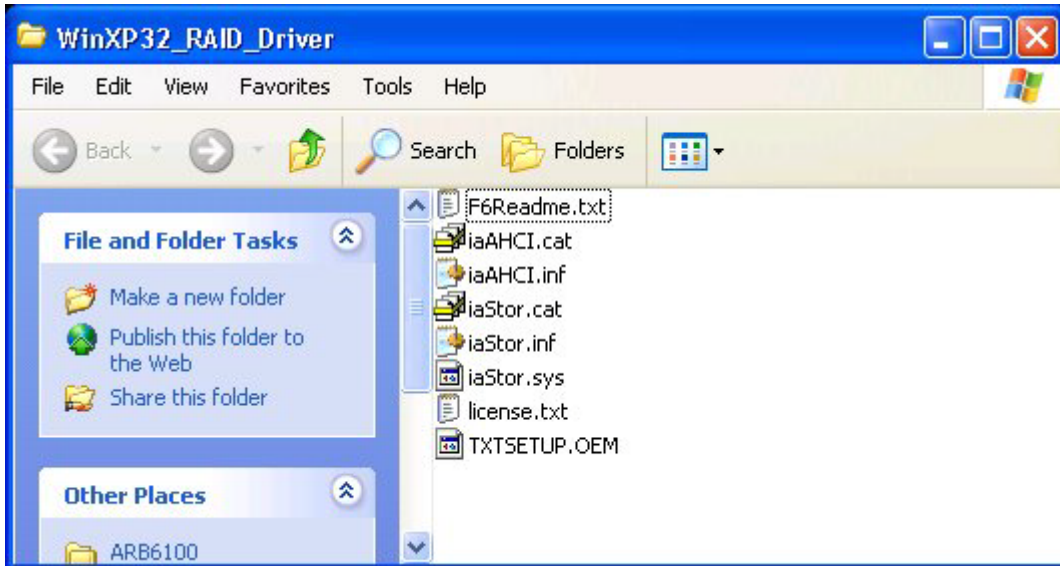 WinXP32_RAID_Driver
File Edit View Favorites Tools Help
Back Search Folders
File and Folder Tasks
Make a new folder
Publish this folder to
the Web
Share this folder
Other Places
ARB6100
F6Readme.txt
iaAHCI.cat
iaAHCI.inf
iaStor.cat
iaStor.inf
iaStor.sys
license.txt
TXTSETUP.OEM